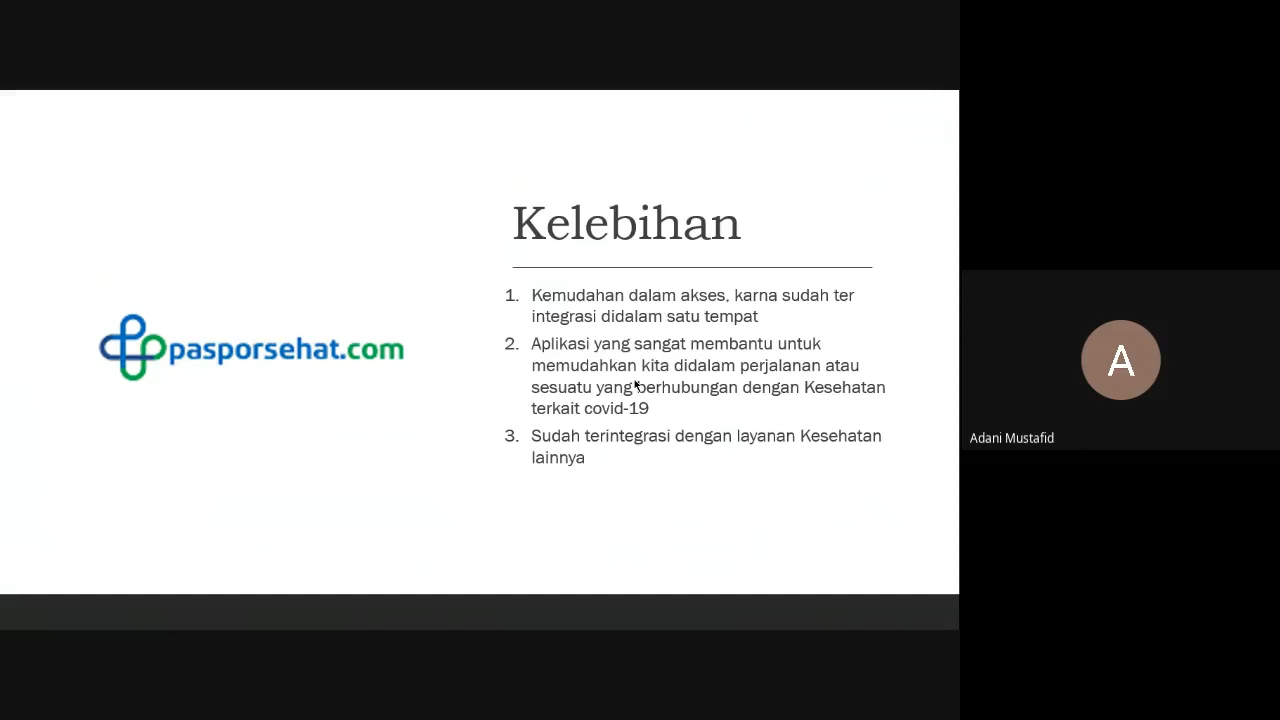 Kelebihan
1. Kemudahan dalam akses, karna sudah ter
integrasi didalam satu tempat
2. Aplikasi yang sangat membantu untuk
memudahkan kita didalam perjalanan atau
sesuatu yang berhubungan dengan Kesehatan
terkait covid-19
3. Sudah terintegrasi dengan layanan Kesehatan
lainnya
pasporsehat.com
A
Adani Mustafid